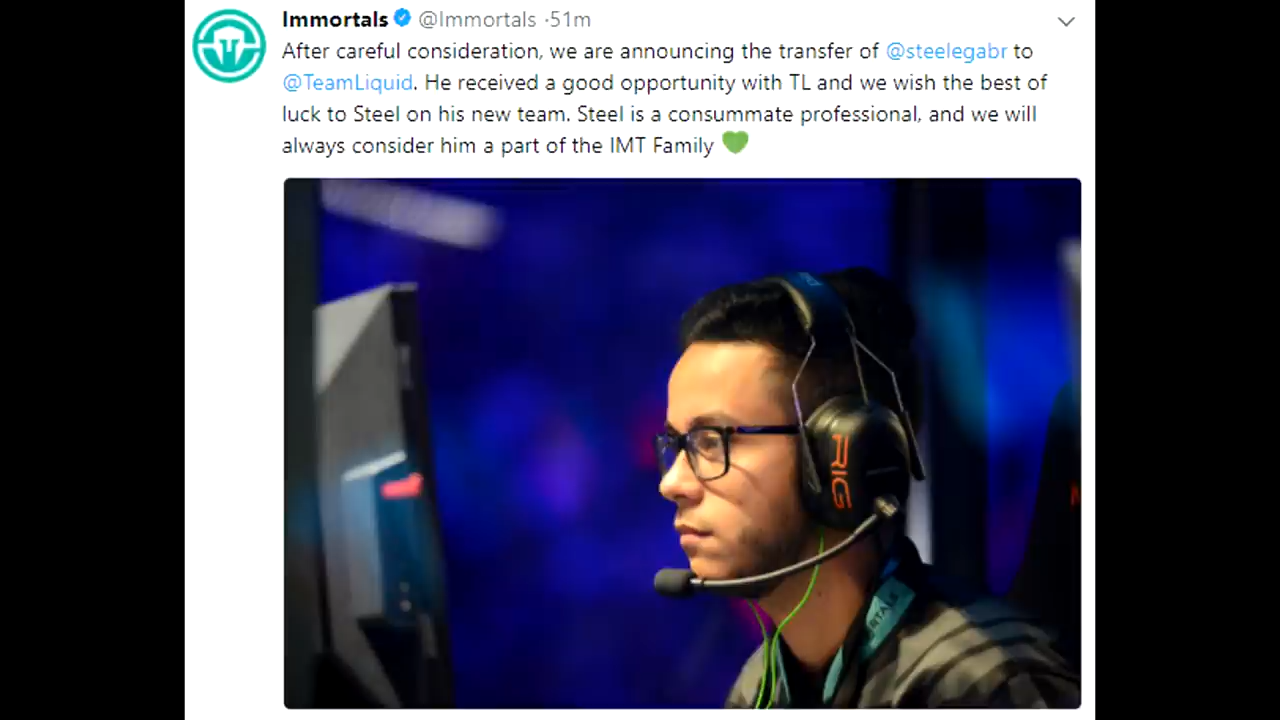 Immortals @Immortals · 51m
After careful consideration, we are announcing the transfer of @steelegabr to
@TeamLiquid. He received a good opportunity with TL and we wish the best of
luck to Steel on his new team. Steel is a consummate professional, and we will
always consider him a part of the IMT Family 💚
RIG